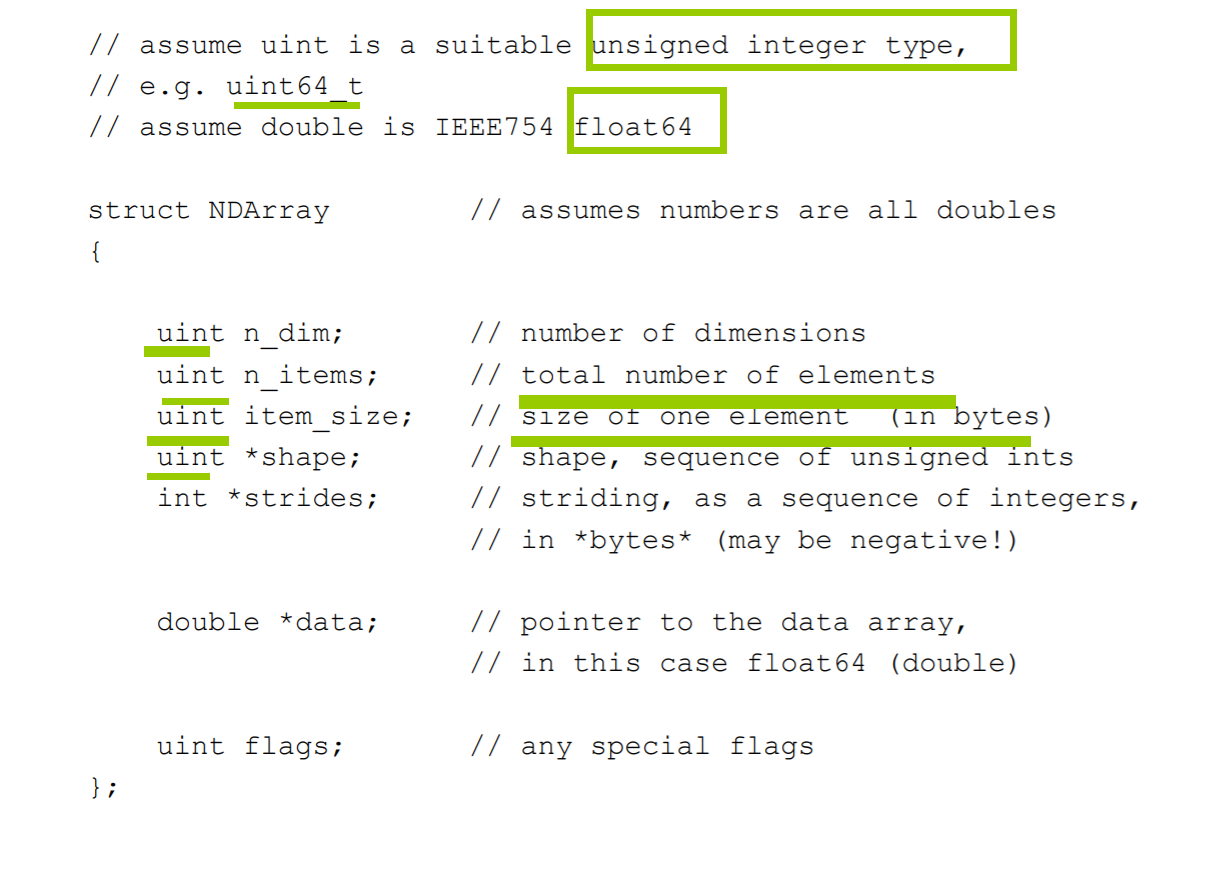 // assume uint is a suitable unsigned integer type,
// e.g. uint64_t
// assume double is IEEE754 float64
struct NDArray // assumes numbers are all doubles
{
uint n_dim; // number of dimensions
uint n_items; // total number of elements
uint item_size; // size of one element (in bytes)
uint *shape; // shape, sequence of unsigned ints
int *strides; // striding, as a sequence of integers,
// in *bytes* (may be negative!)
double *data; // pointer to the data array,
// in this case float64 (double)
uint flags; // any special flags
};